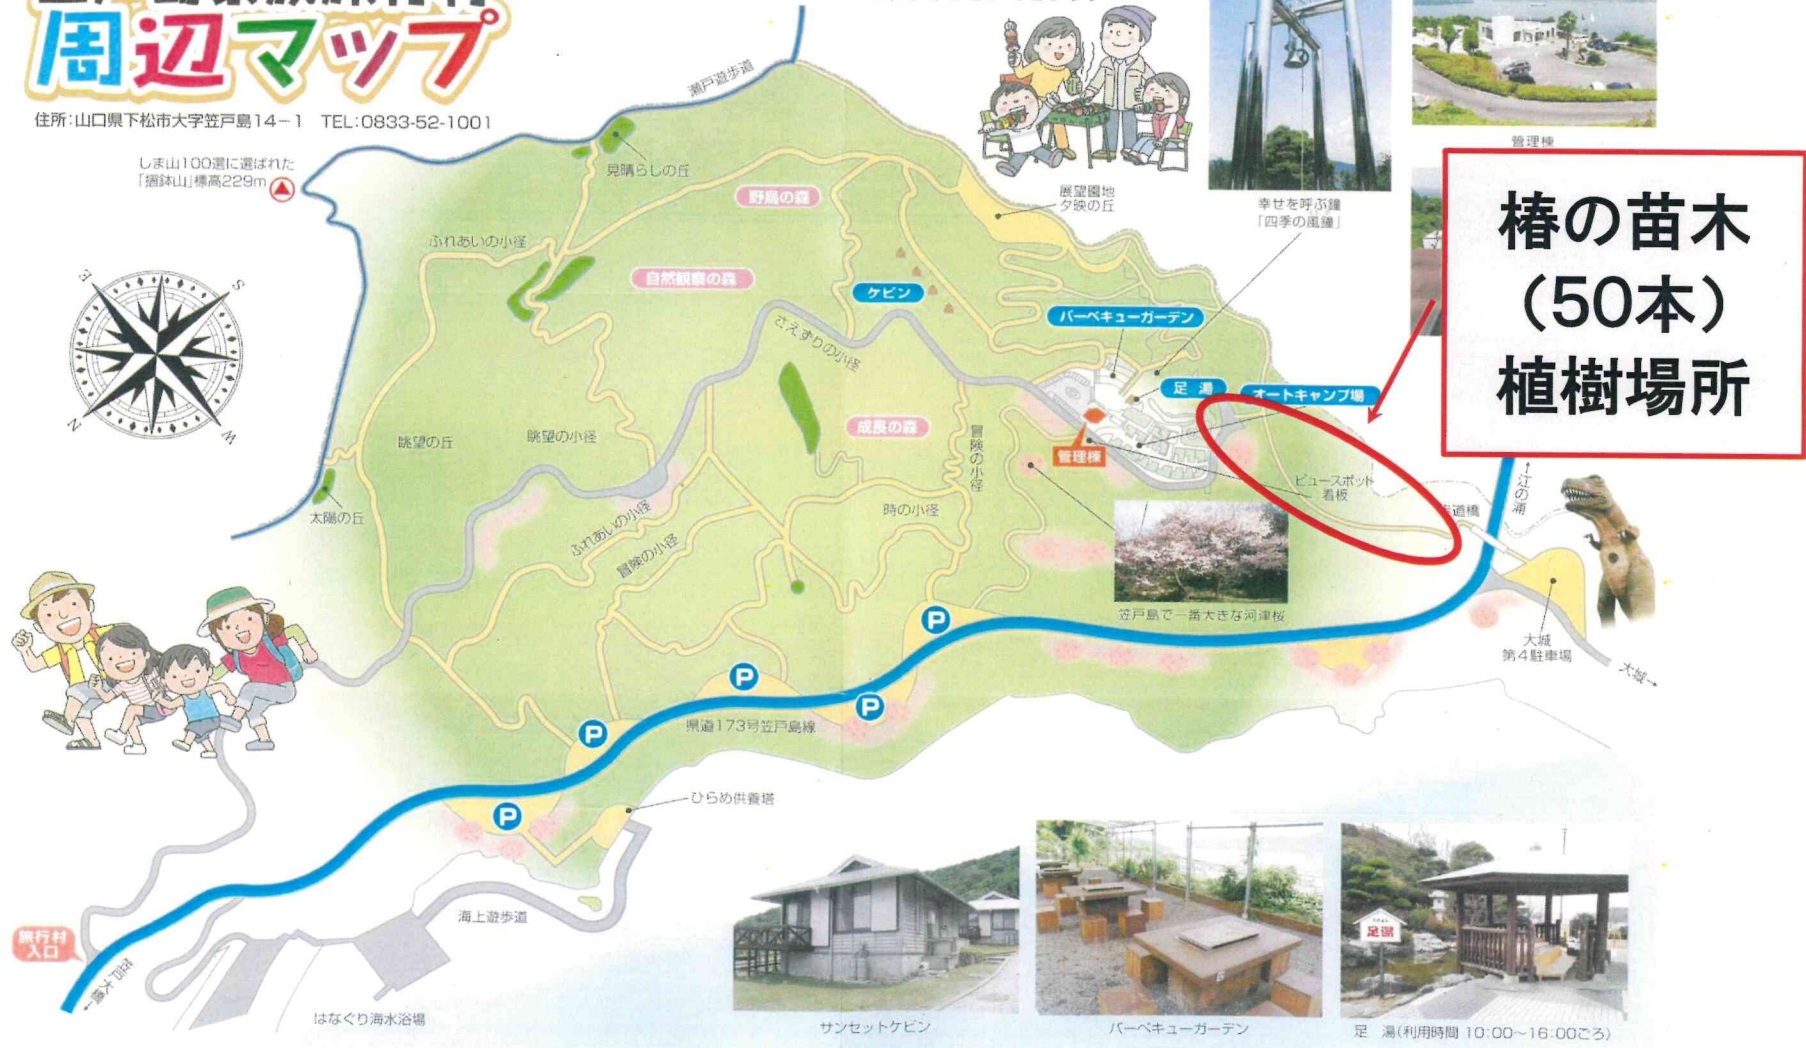 周辺マップ
住所:山口県下松市大字笠戸島14-1 TEL:0833-52-1001
しま山100選に選ばれた
「摺鉢山」標高229m
瀬戸遊歩道
見晴らしの丘
野鳥の森
ふれあいの小径
自然観察の森
ケビン
さえずりの小径
展望園地
夕映の丘
幸せを呼ぶ鐘
「四季の風鐘」
管理棟
椿の苗木
(50本)
植樹場所
バーベキューガーデン
足湯
オートキャンプ場
管理棟
ビュースポット
看板
歩道橋
←江の浦
E
S
N
W
眺望の丘
眺望の小径
成長の森
冒険の小径
太陽の丘
ふれあいの小径
冒険の小径
時の小径
笠戸島で一番大きな河津桜
大城
第4駐車場
大城→
P
P
P
P
P
県道173号笠戸島線
ひらめ供養塔
海上遊歩道
旅行村
入口
笠戸大橋→
はなぐり海水浴場
サンセットケビン
バーベキューガーデン
足湯
足 湯(利用時間 10:00～16:00ごろ)